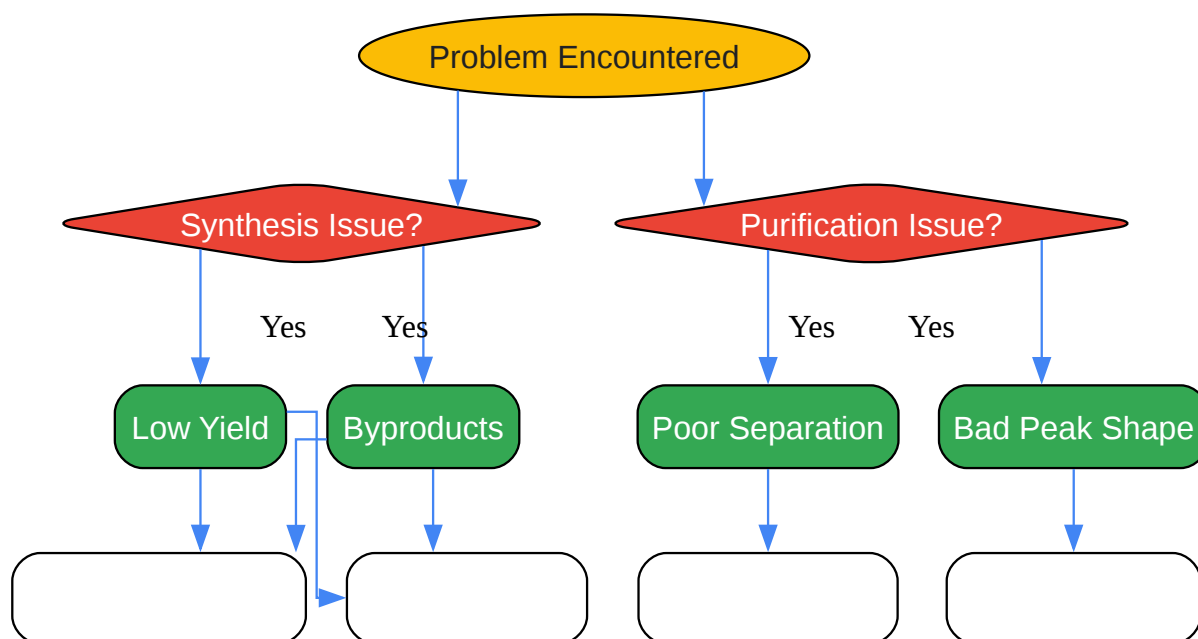 Problem Encountered
Synthesis Issue?
Purification Issue?
Yes
Yes
Yes
Yes
Low Yield
Byproducts
Poor Separation
Bad Peak Shape